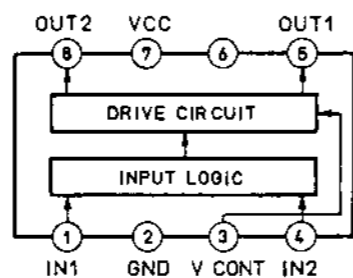 OUT2 VCC OUT1
8 7 6 5
DRIVE CIRCUIT
INPUT LOGIC
1 2 3 4
IN1 GND V CONT IN2